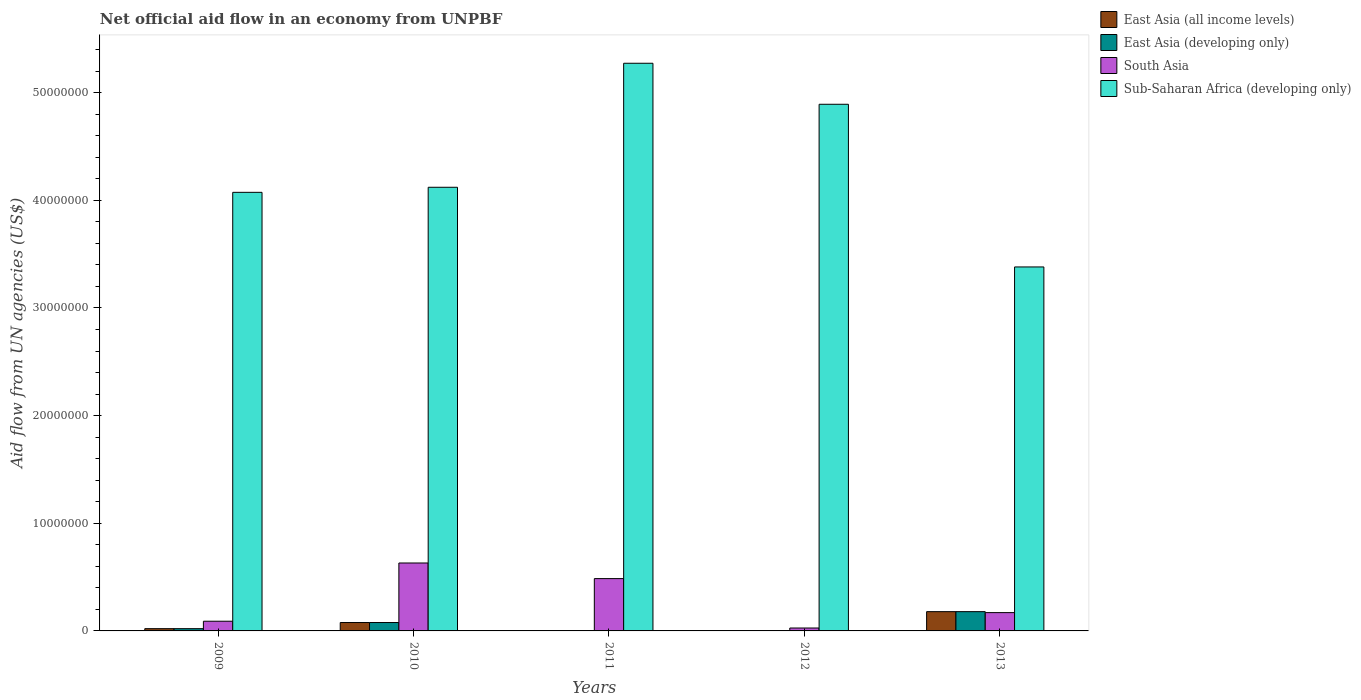 Net official aid flow in an economy from UNPBF
East Asia (all income levels)
East Asia (developing only)
South Asia
Sub-Saharan Africa (developing only)
Aid flow from UN agencies (US$)
50000000
40000000
30000000
20000000
10000000
0
2009
2010
2011
2012
2013
Years